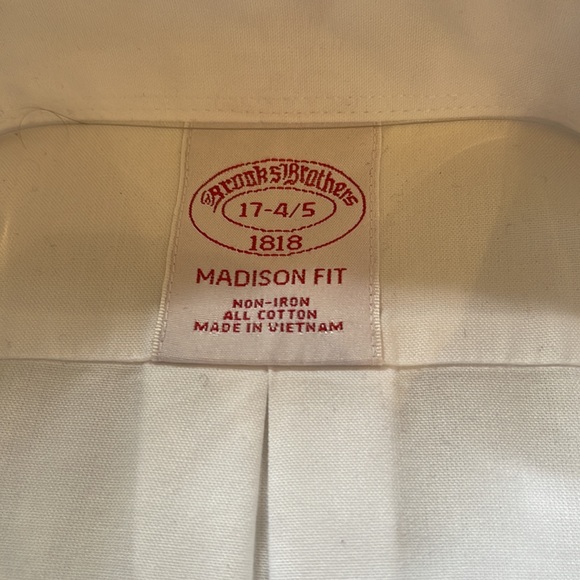 Brooks Brothers
17-4/5
1818
MADISON FIT
NON-IRON
ALL COTTON
MADE IN VIETNAM